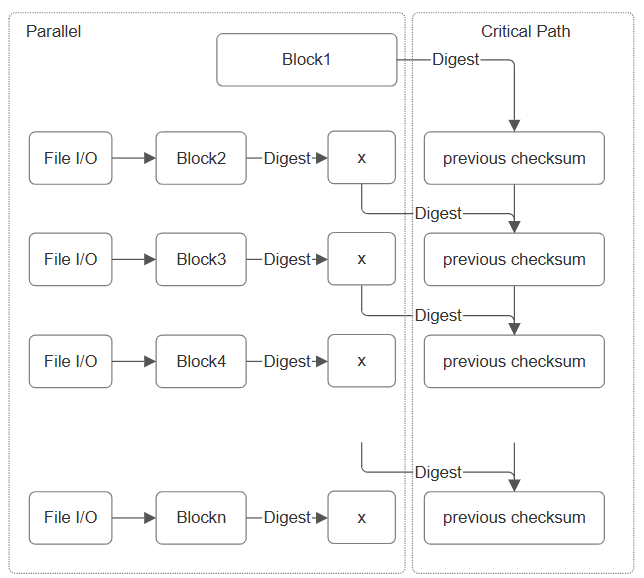 Parallel
Critical Path
Block1
Digest
File I/O
Block2
Digest
x
previous checksum
Digest
File I/O
Block3
Digest
x
previous checksum
Digest
File I/O
Block4
Digest
x
previous checksum
Digest
File I/O
Blockn
Digest
x
previous checksum